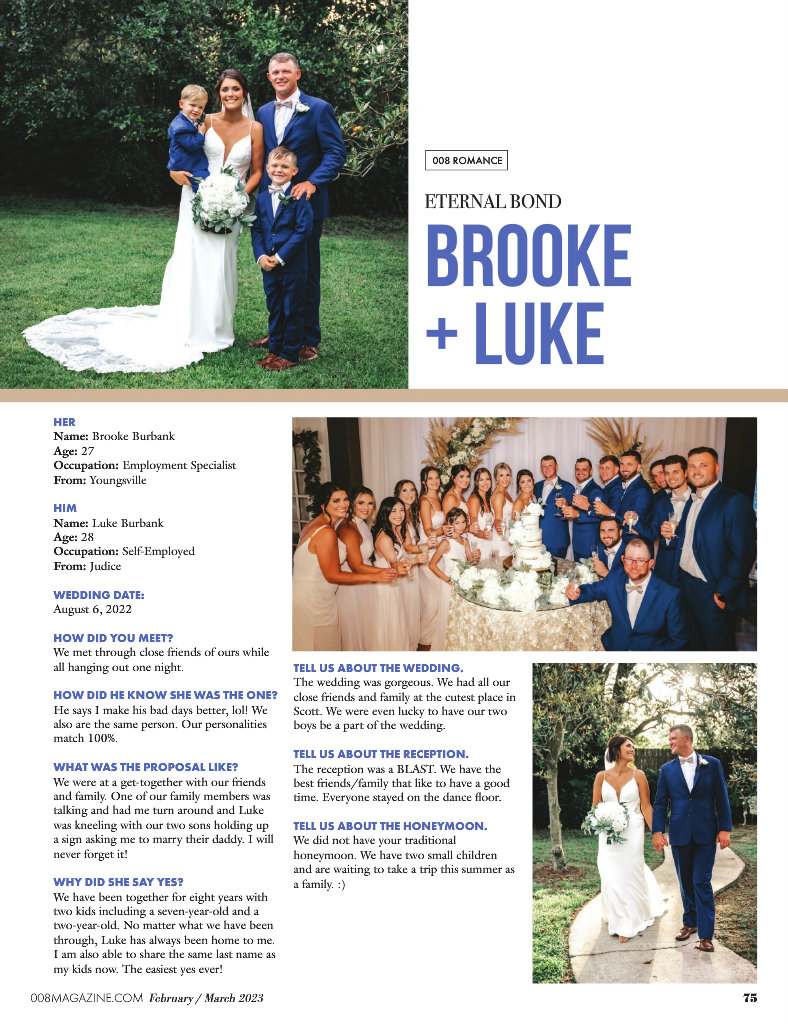 008 ROMANCE
ETERNAL BOND
BROOKE
+ LUKE
HER
Name: Brooke Burbank
Age: 27
Occupation: Employment Specialist
From: Youngsville
HIM
Name: Luke Burbank
Age: 28
Occupation: Self-Employed
From: Judice
WEDDING DATE:
August 6, 2022
HOW DID YOU MEET?
We met through close friends of ours while
all hanging out one night.
HOW DID HE KNOW SHE WAS THE ONE?
He says I make his bad days better, lol! We
also are the same person. Our personalities
match 100%.
WHAT WAS THE PROPOSAL LIKE?
We were at a get-together with our friends
and family. One of our family members was
talking and had me turn around and Luke
was kneeling with our two sons holding up
a sign asking me to marry their daddy. I will
never forget it!
WHY DID SHE SAY YES?
We have been together for eight years with
two kids including a seven-year-old and a
two-year-old. No matter what we have been
through, Luke has always been home to me.
I am also able to share the same last name as
my kids now. The easiest yes ever!
TELL US ABOUT THE WEDDING.
The wedding was gorgeous. We had all our
close friends and family at the cutest place in
Scott. We were even lucky to have our two
boys be a part of the wedding.
TELL US ABOUT THE RECEPTION.
The reception was a BLAST. We have the
best friends/family that like to have a good
time. Everyone stayed on the dance floor.
TELL US ABOUT THE HONEYMOON.
We did not have your traditional
honeymoon. We have two small children
and are waiting to take a trip this summer as
a family. :)
008MAGAZINE.COM February / March 2023
75